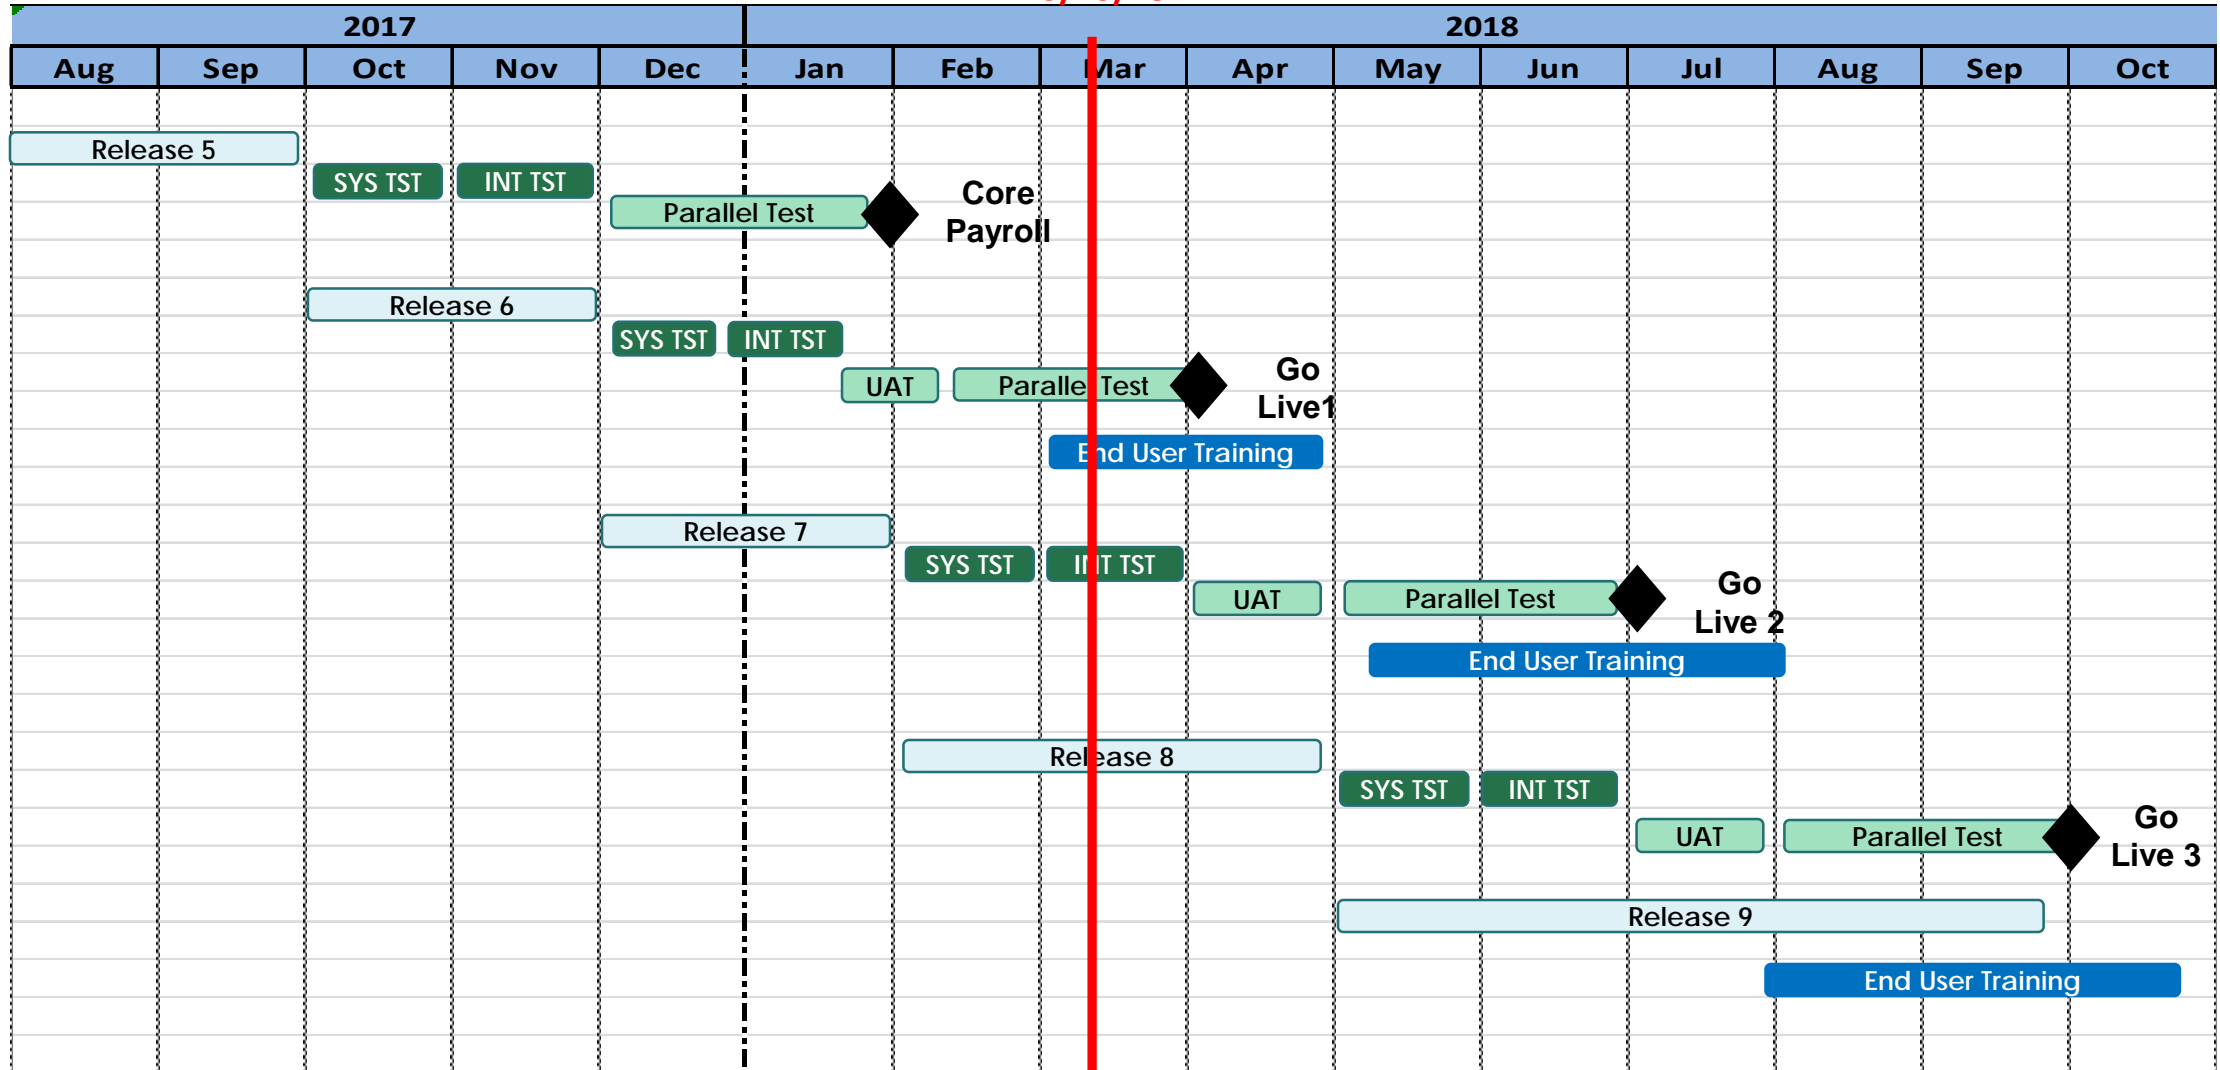 2017 2018
Aug Sep Oct Nov Dec Jan Feb Mar Apr May Jun Jul Aug Sep Oct
Release 5
SYS TST INT TST
Parallel Test
Core
Payroll
Release 6
SYS TST INT TST
UAT Parallel Test
Go
Live1
End User Training
Release 7
SYS TST INT TST
UAT Parallel Test
Go
Live 2
End User Training
Release 8
SYS TST INT TST
UAT Parallel Test
Go
Live 3
Release 9
End User Training